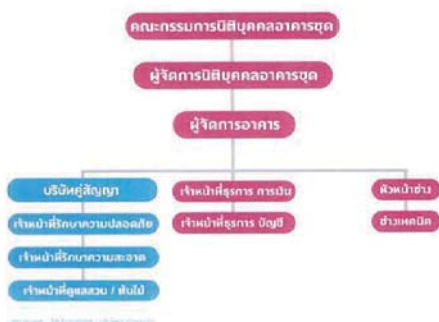 คณะกรรมการนิติบุคคลอาคารชุด
ผู้จัดการนิติบุคคลอาคารชุด
ผู้จัดการอาคาร
บริษัทคู่สัญญา
เจ้าหน้าที่รักษาความปลอดภัย
เจ้าหน้าที่รักษาความสะอาด
เจ้าหน้าที่ดูแลสวน / ต้นไม้
เจ้าหน้าที่ธุรการ การเงิน
เจ้าหน้าที่ธุรการ บัญชี
หัวหน้าช่าง
ช่างเทคนิค